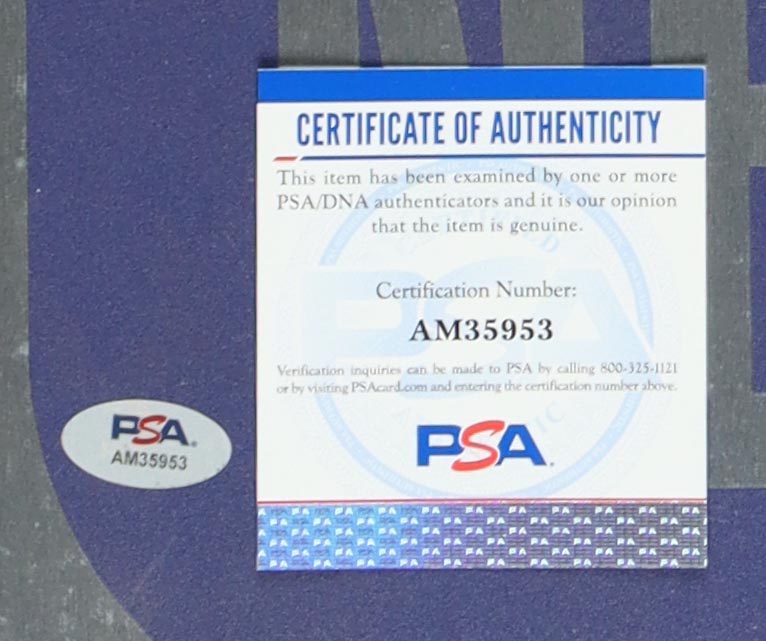 CERTIFICATE OF AUTHENTICITY
This item has been examined by one or more
PSA/DNA authenticators and it is our opinion
that the item is genuine.
Certification Number:
AM35953
Verification inquiries can be made to PSA by calling 800-325-1121
or by visiting PSAcard.com and entering the certification number above.
PSA.
PSA.
AM35953